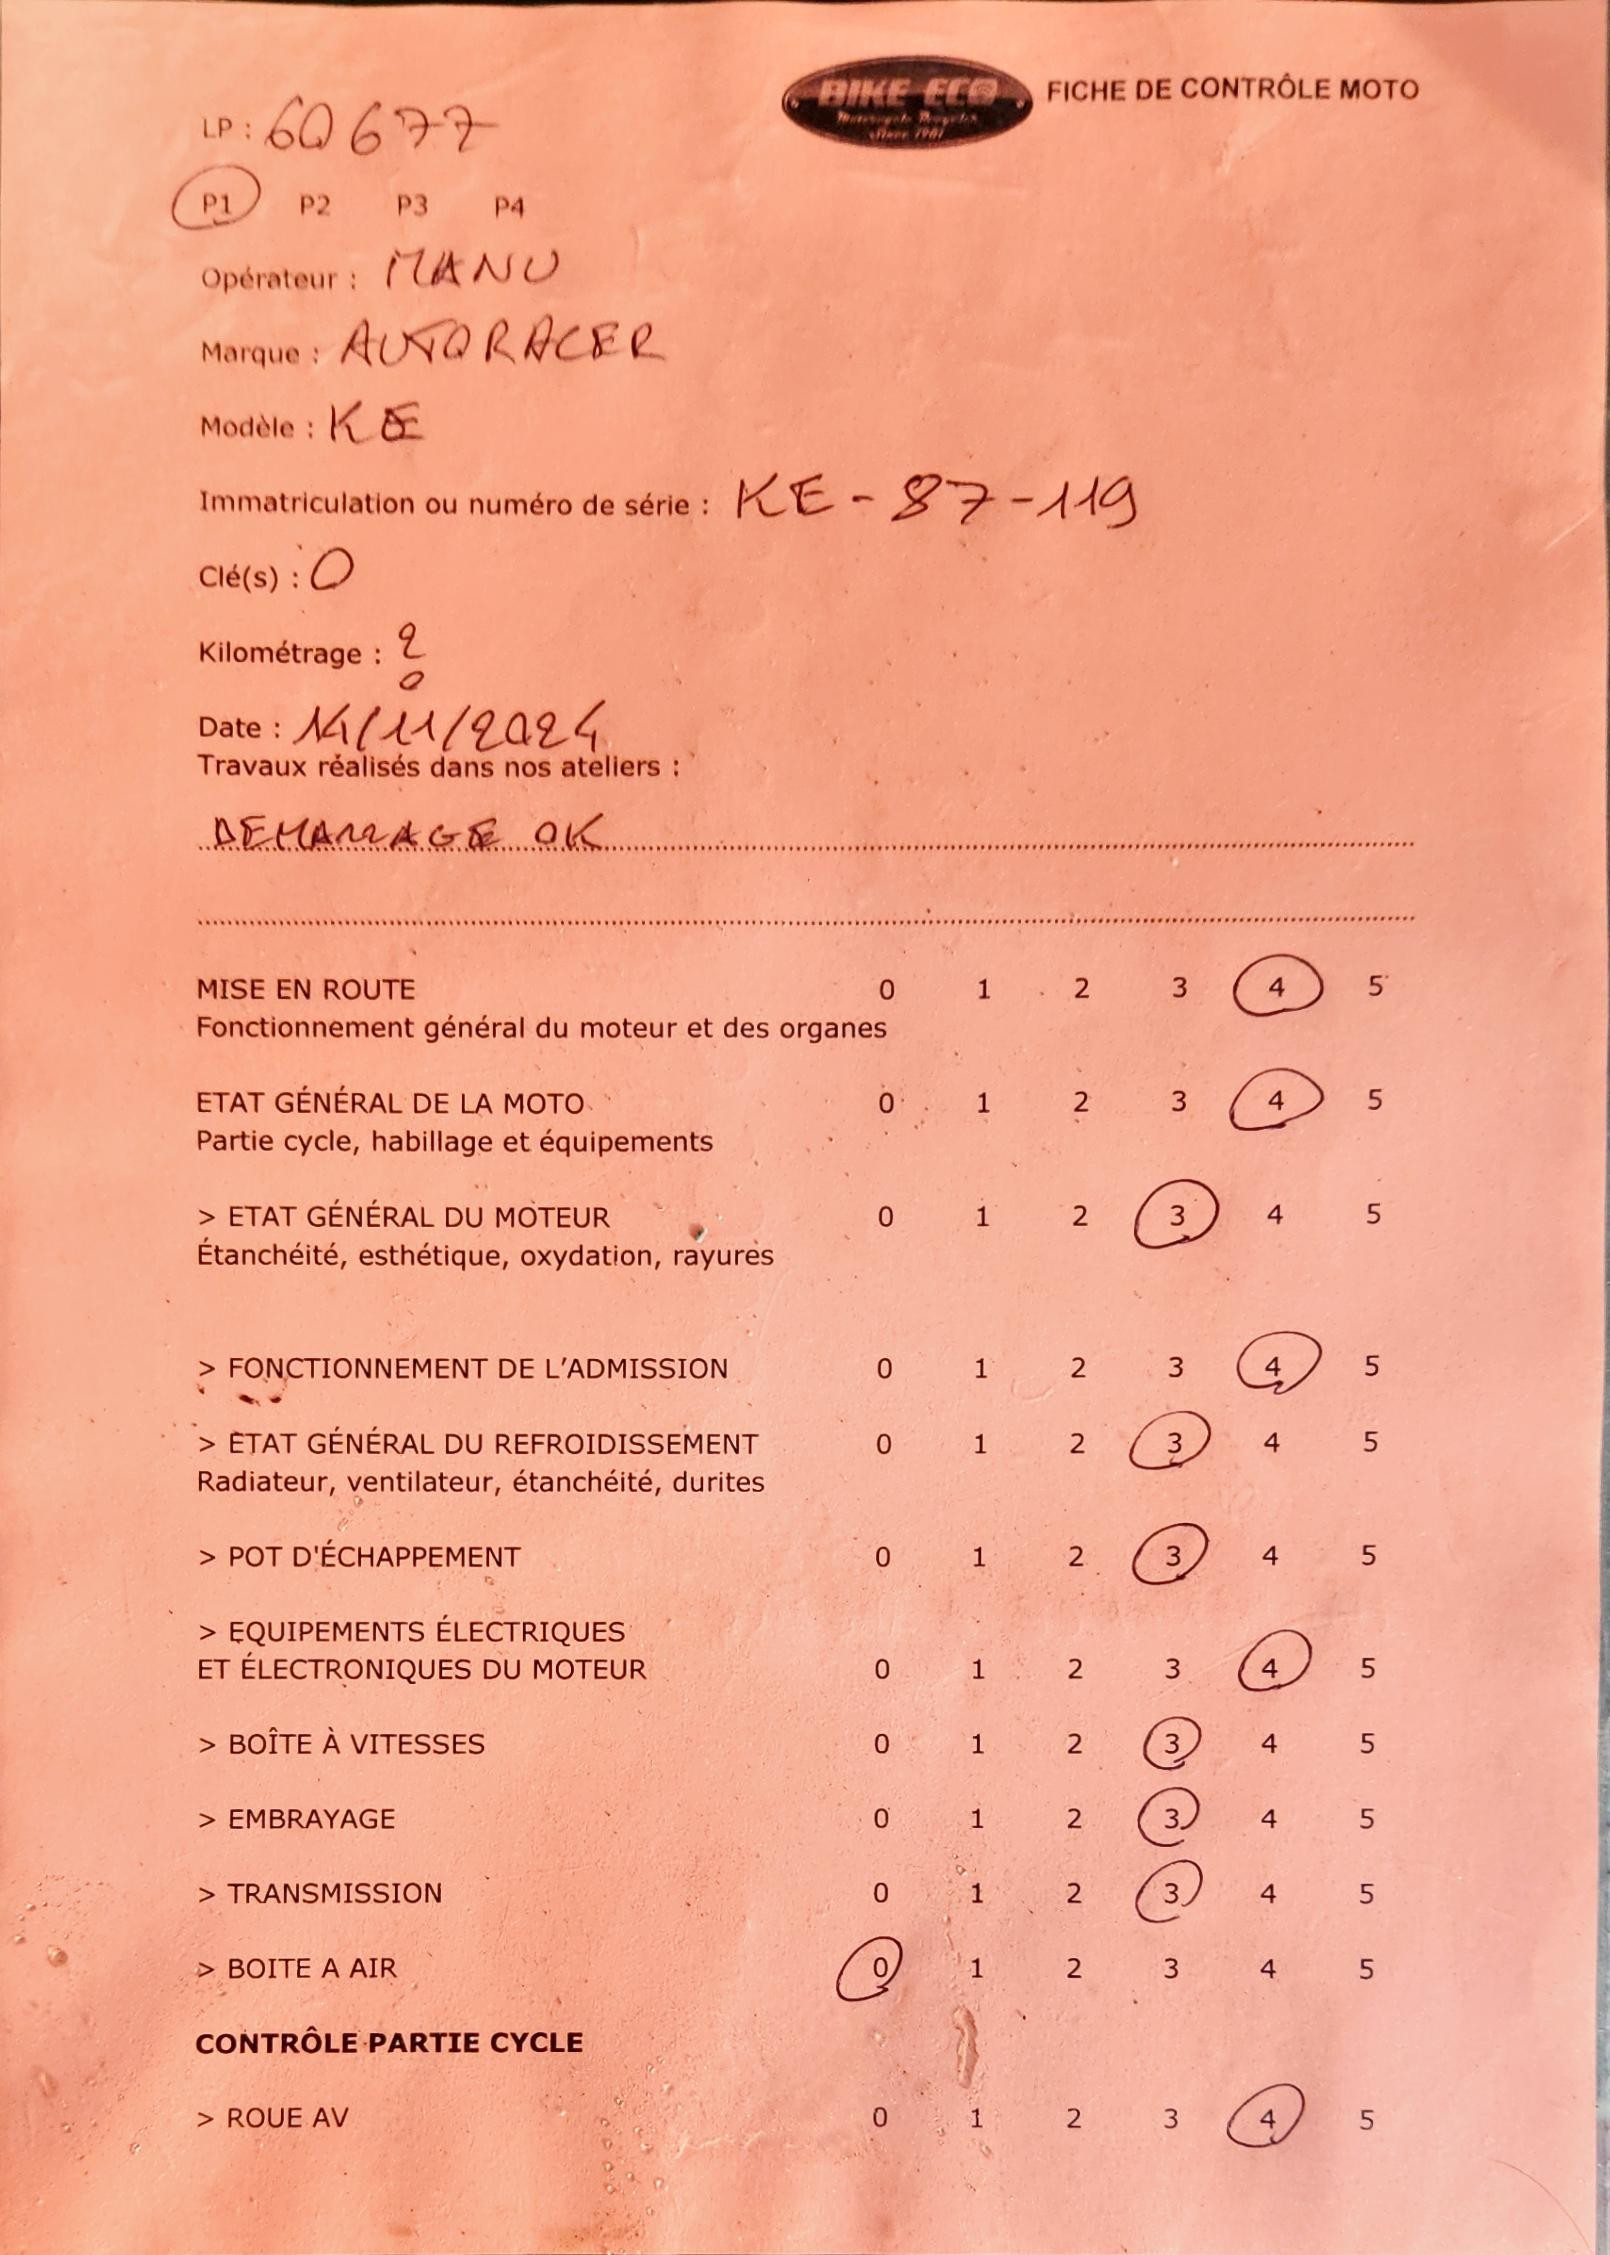 BIKE ECO
Motorcycle Recycler
Since 1981
FICHE DE CONTRÔLE MOTO
LP : 60677
P1 P2 P3 P4
Opérateur : MANU
Marque : AUTORACER
Modèle : KE
Immatriculation ou numéro de série : KE-87-119
Clé(s) : 0
Kilométrage : ?
Date : 14/11/2024
Travaux réalisés dans nos ateliers :
DEMARRAGE OK
MISE EN ROUTE 0 1 2 3 4 5
Fonctionnement général du moteur et des organes
ETAT GÉNÉRAL DE LA MOTO 0 1 2 3 4 5
Partie cycle, habillage et équipements
> ETAT GÉNÉRAL DU MOTEUR 0 1 2 3 4 5
Étanchéité, esthétique, oxydation, rayures
> FONCTIONNEMENT DE L'ADMISSION 0 1 2 3 4 5
> ETAT GÉNÉRAL DU REFROIDISSEMENT 0 1 2 3 4 5
Radiateur, ventilateur, étanchéité, durites
> POT D'ÉCHAPPEMENT 0 1 2 3 4 5
> EQUIPEMENTS ÉLECTRIQUES
ET ÉLECTRONIQUES DU MOTEUR 0 1 2 3 4 5
> BOÎTE À VITESSES 0 1 2 3 4 5
> EMBRAYAGE 0 1 2 3 4 5
> TRANSMISSION 0 1 2 3 4 5
> BOITE A AIR 0 1 2 3 4 5
CONTRÔLE PARTIE CYCLE
> ROUE AV 0 1 2 3 4 5